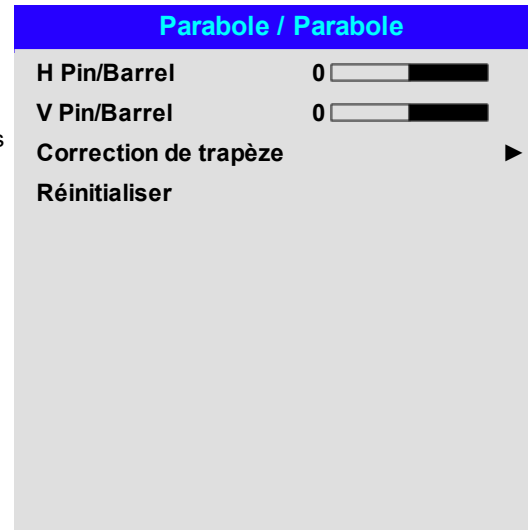 Parabole / Parabole
H Pin/Barrel 0
V Pin/Barrel 0
s
Correction de trapèze ►
Réinitialiser